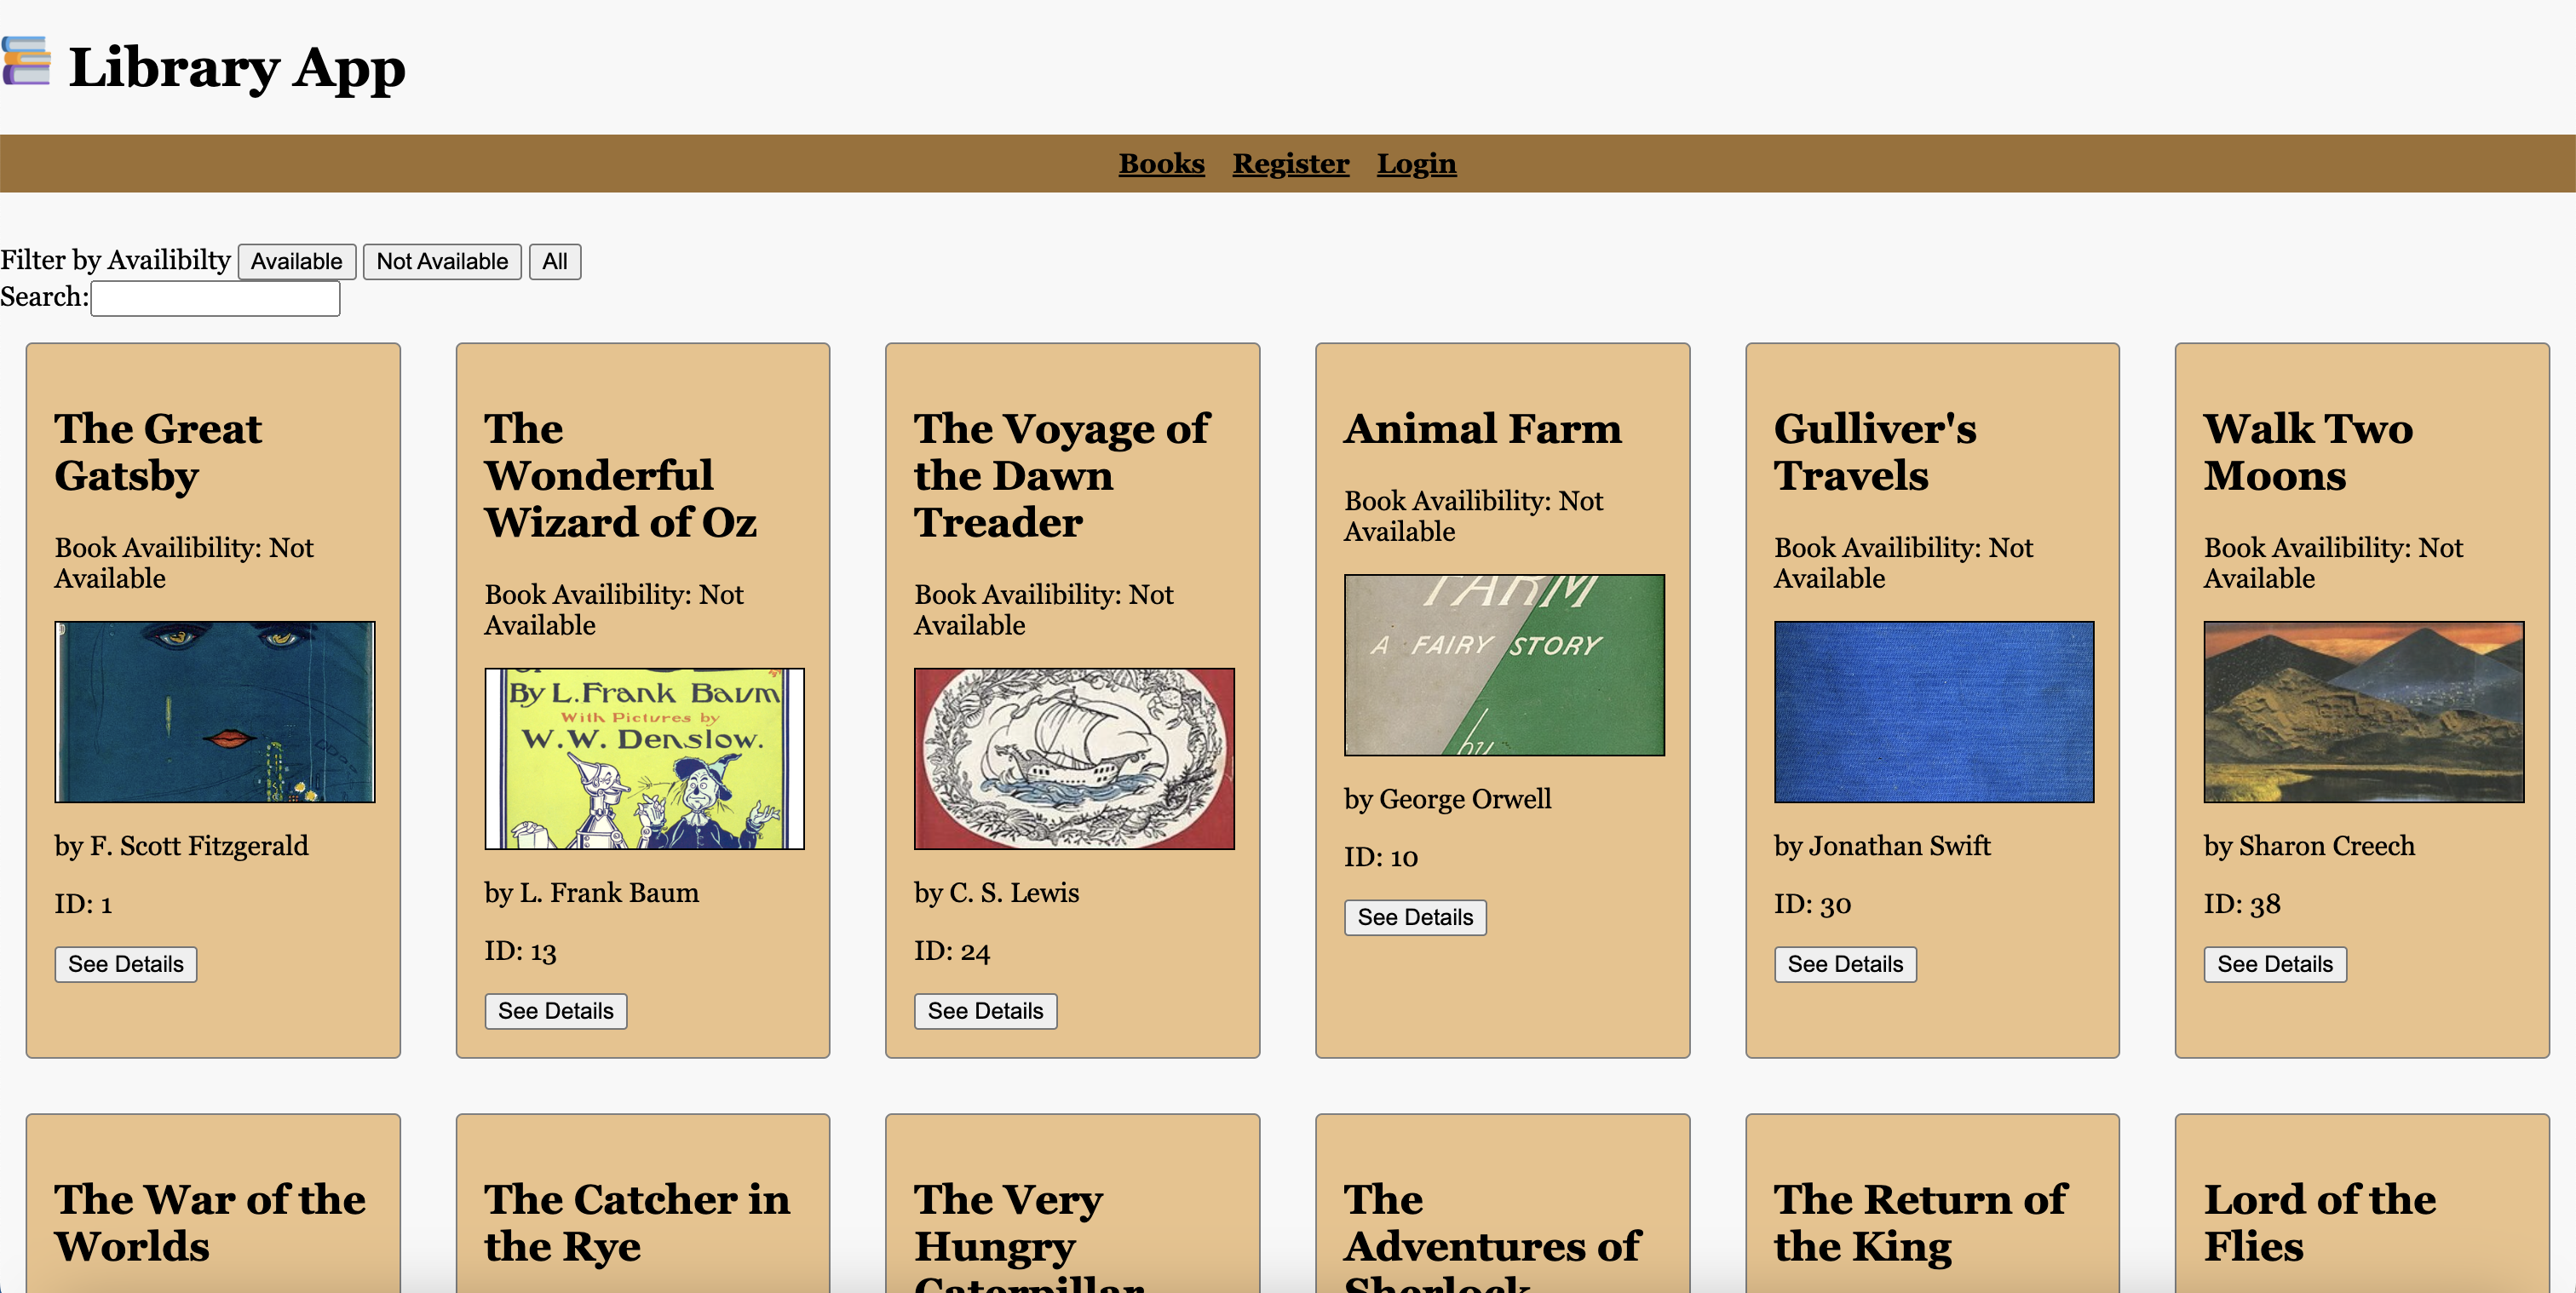 Library App
Books Register Login
Filter by Availibilty Available Not Available All
Search:
The Great
Gatsby
Book Availibility: Not
Available
by F. Scott Fitzgerald
ID: 1
See Details
The
Wonderful
Wizard of Oz
Book Availibility: Not
Available
By L. Frank Baum
With Pictures by
W.W. Denslow.
by L. Frank Baum
ID: 13
See Details
The Voyage of
the Dawn
Treader
Book Availibility: Not
Available
by C. S. Lewis
ID: 24
See Details
Animal Farm
Book Availibility: Not
Available
FARM
A FAIRY STORY
by
by George Orwell
ID: 10
See Details
Gulliver's
Travels
Book Availibility: Not
Available
by Jonathan Swift
ID: 30
See Details
Walk Two
Moons
Book Availibility: Not
Available
by Sharon Creech
ID: 38
See Details
The War of the
Worlds
The Catcher in
the Rye
The Very
Hungry
Caterpillar
The
Adventures of
Sherlock
The Return of
the King
Lord of the
Flies